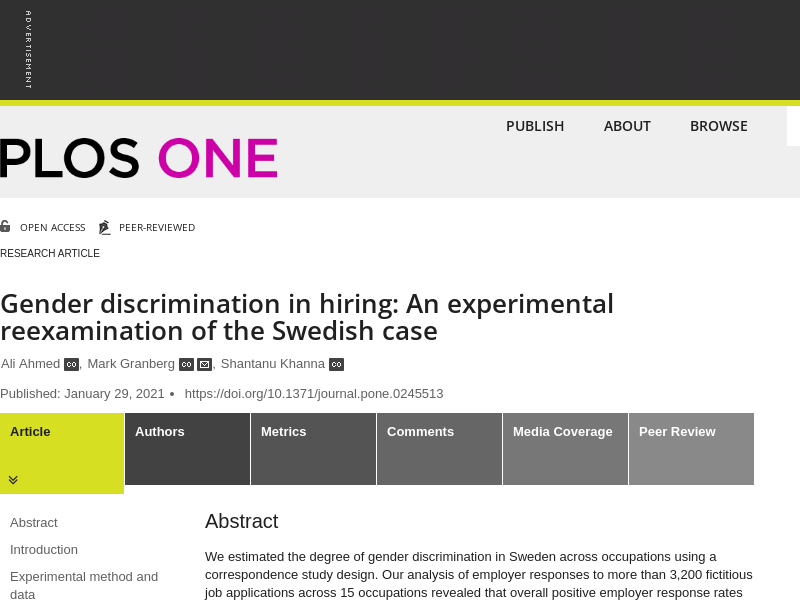 ADVERTISEMENT
PUBLISH ABOUT BROWSE
PLOS ONE
OPEN ACCESS PEER-REVIEWED
RESEARCH ARTICLE
Gender discrimination in hiring: An experimental
reexamination of the Swedish case
Ali Ahmed co, Mark Granberg co, Shantanu Khanna co
Published: January 29, 2021 • https://doi.org/10.1371/journal.pone.0245513
Article Authors Metrics Comments Media Coverage Peer Review
Abstract
Introduction
Experimental method and
data
Abstract
We estimated the degree of gender discrimination in Sweden across occupations using a
correspondence study design. Our analysis of employer responses to more than 3,200 fictitious
job applications across 15 occupations revealed that overall positive employer response rates